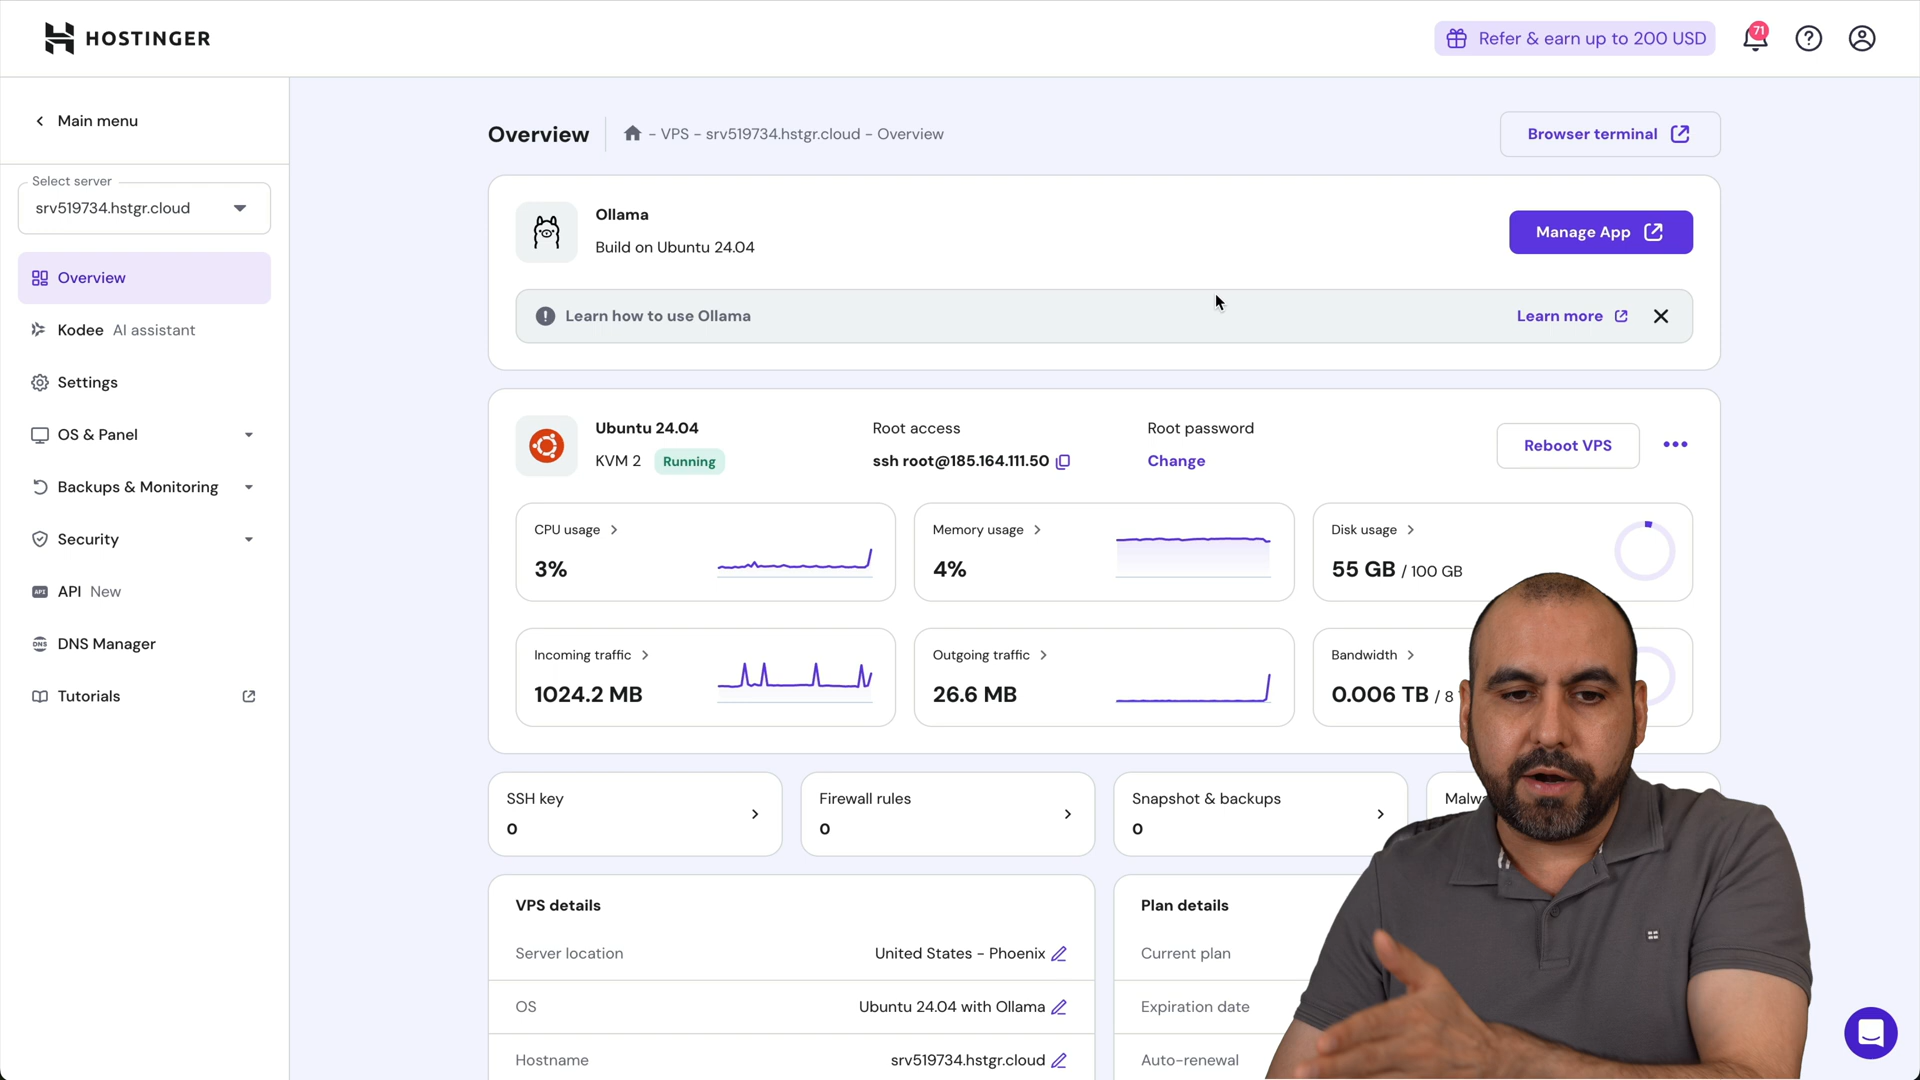 HOSTINGER
Refer & earn up to 200 USD
71
Main menu
Select server
srv519734.hstgr.cloud
Overview
Kodee AI assistant
Settings
OS & Panel
Backups & Monitoring
Security
API New
DNS Manager
Tutorials
Overview
- VPS - srv519734.hstgr.cloud - Overview
Browser terminal
Ollama
Build on Ubuntu 24.04
Manage App
Learn how to use Ollama
Learn more
Ubuntu 24.04
KVM 2 Running
Root access
ssh root@185.164.111.50
Root password
Change
Reboot VPS
CPU usage
3%
Memory usage
4%
Disk usage
55 GB / 100 GB
Incoming traffic
1024.2 MB
Outgoing traffic
26.6 MB
Bandwidth
0.006 TB / 8
SSH key
0
Firewall rules
0
Snapshot & backups
0
VPS details
Server location
United States - Phoenix
OS
Ubuntu 24.04 with Ollama
Hostname
srv519734.hstgr.cloud
Plan details
Current plan
Expiration date
Auto-renewal